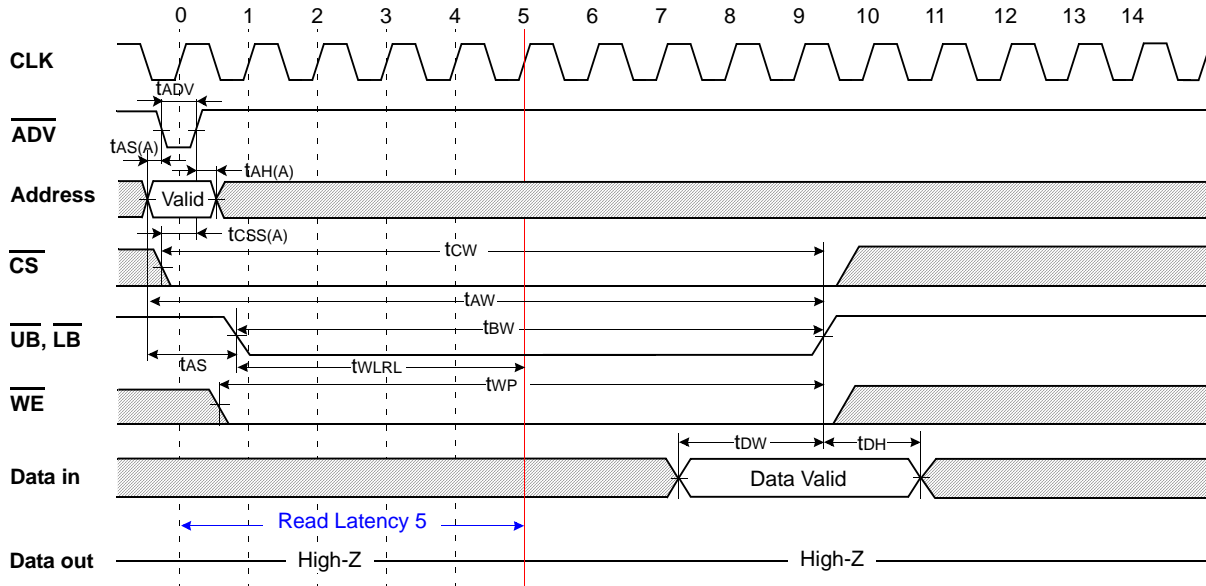 0 1 2 3 4 5 6 7 8 9 10 11 12 13 14
CLK
tADV
ADV
tAS(A)
tAH(A)
Address
Valid
tCSS(A)
tCW
CS
tAW
UB, LB
tBW
tAS
tWLRL
tWP
WE
tDW
tDH
Data in
Data Valid
Read Latency 5
Data out
High-Z
High-Z